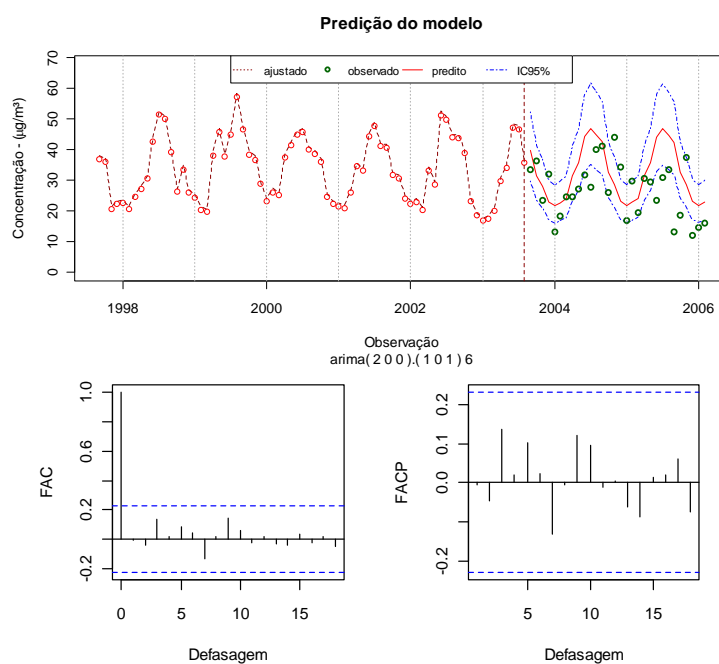 Predição do modelo
Concentração - (µg/m³)
0 10 20 30 40 50 60 70
ajustado observado predito IC95%
1998 2000 2002 2004 2006
Observação
arima( 2 0 0 ).( 1 0 1 ) 6
FAC
-0.2 0.2 0.6 1.0
0 5 10 15
Defasagem
FACP
-0.2 0.0 0.1 0.2
5 10 15
Defasagem